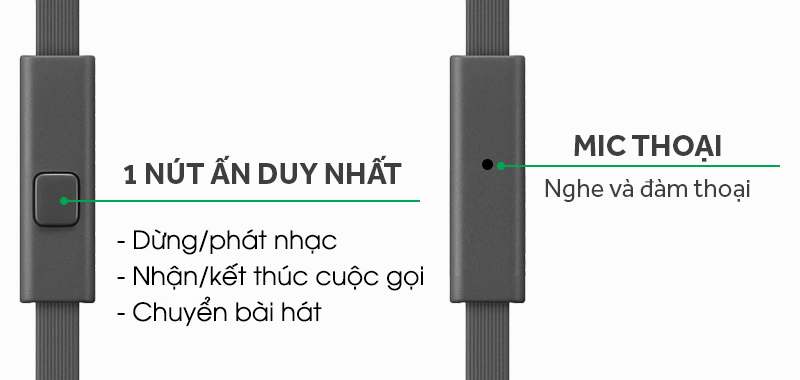 1 NÚT ẤN DUY NHẤT
- Dừng/phát nhạc
- Nhận/kết thúc cuộc gọi
- Chuyển bài hát
MIC THOẠI
Nghe và đàm thoại